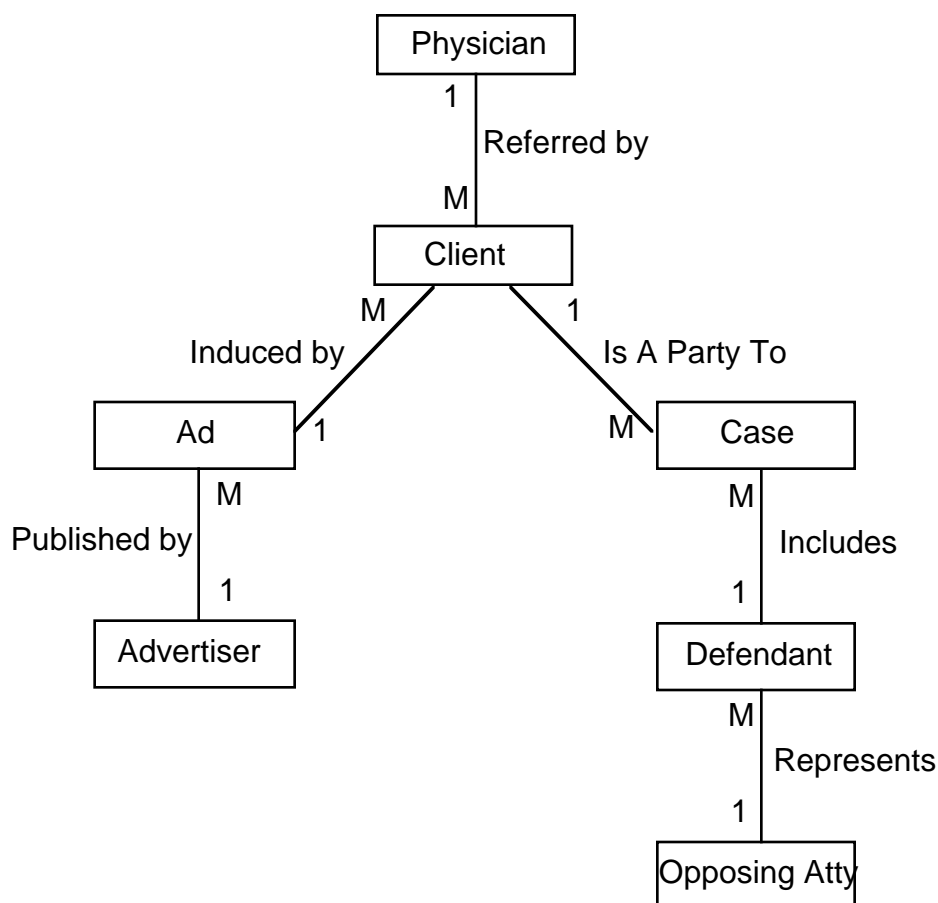 Physician
1
Referred by
M
Client
M
1
Induced by
Is A Party To
1
M
Ad
Case
M
M
Published by
Includes
1
1
Advertiser
Defendant
M
Represents
1
Opposing Atty